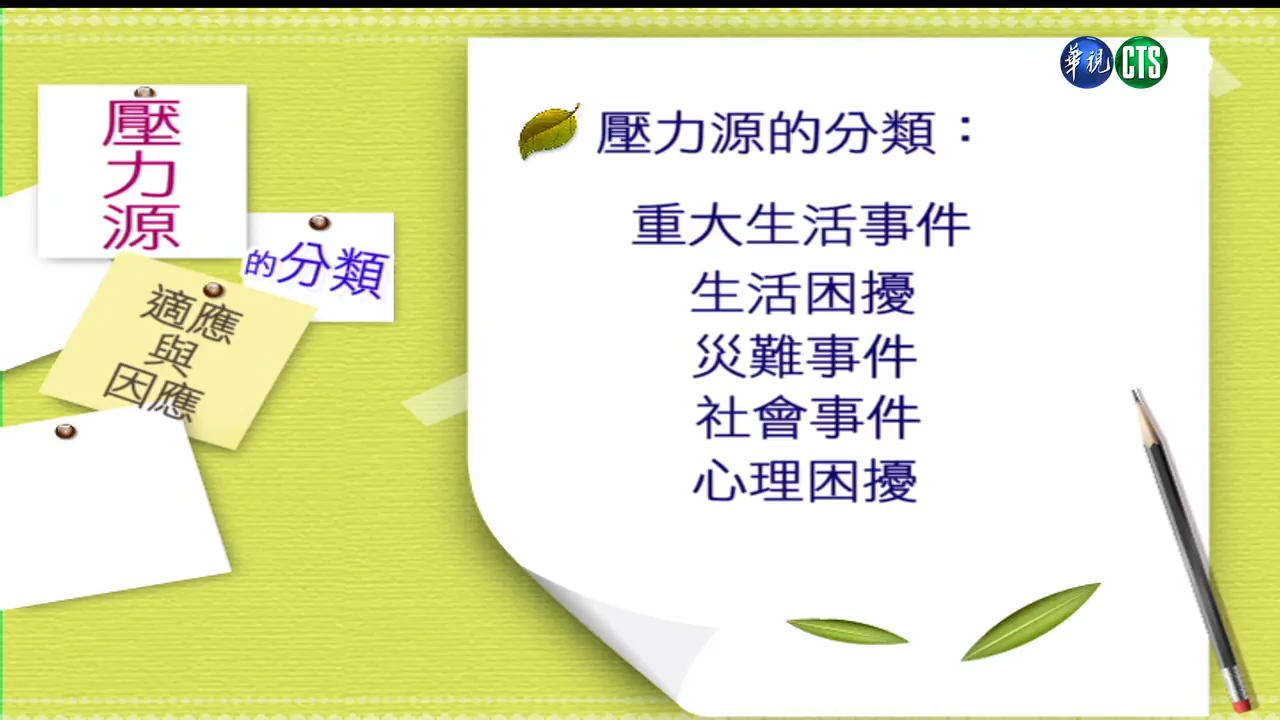 壓力源
的分類
適應
與
因應
華視 CTS
壓力源的分類：
重大生活事件
生活困擾
災難事件
社會事件
心理困擾